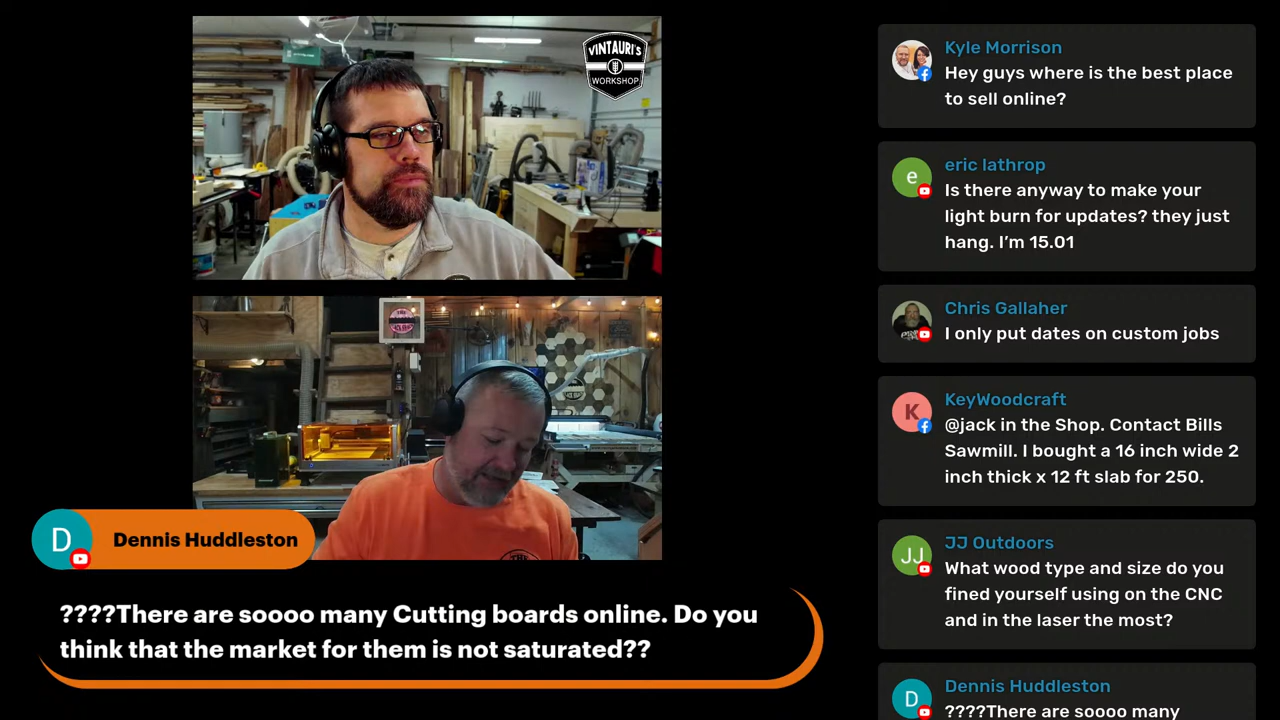 VINTAURI'S
WORKSHOP
Dennis Huddleston
????There are soooo many Cutting boards online. Do you
think that the market for them is not saturated??
Kyle Morrison
Hey guys where is the best place
to sell online?
e
eric lathrop
Is there anyway to make your
light burn for updates? they just
hang. I'm 15.01
Chris Gallaher
I only put dates on custom jobs
K
KeyWoodcraft
@jack in the Shop. Contact Bills
Sawmill. I bought a 16 inch wide 2
inch thick x 12 ft slab for 250.
JJ
JJ Outdoors
What wood type and size do you
fined yourself using on the CNC
and in the laser the most?
D
Dennis Huddleston
????There are soooo many
D